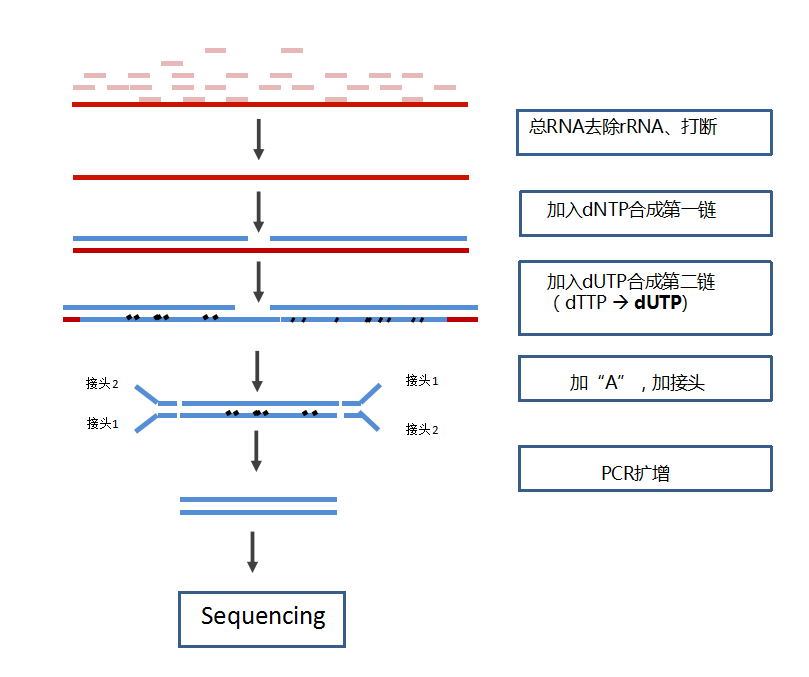 总RNA去除rRNA、打断
加入dNTP合成第一链
加入dUTP合成第二链
（ dTTP → dUTP)
接头2
接头1
加“A”，加接头
接头1
接头2
PCR扩增
Sequencing